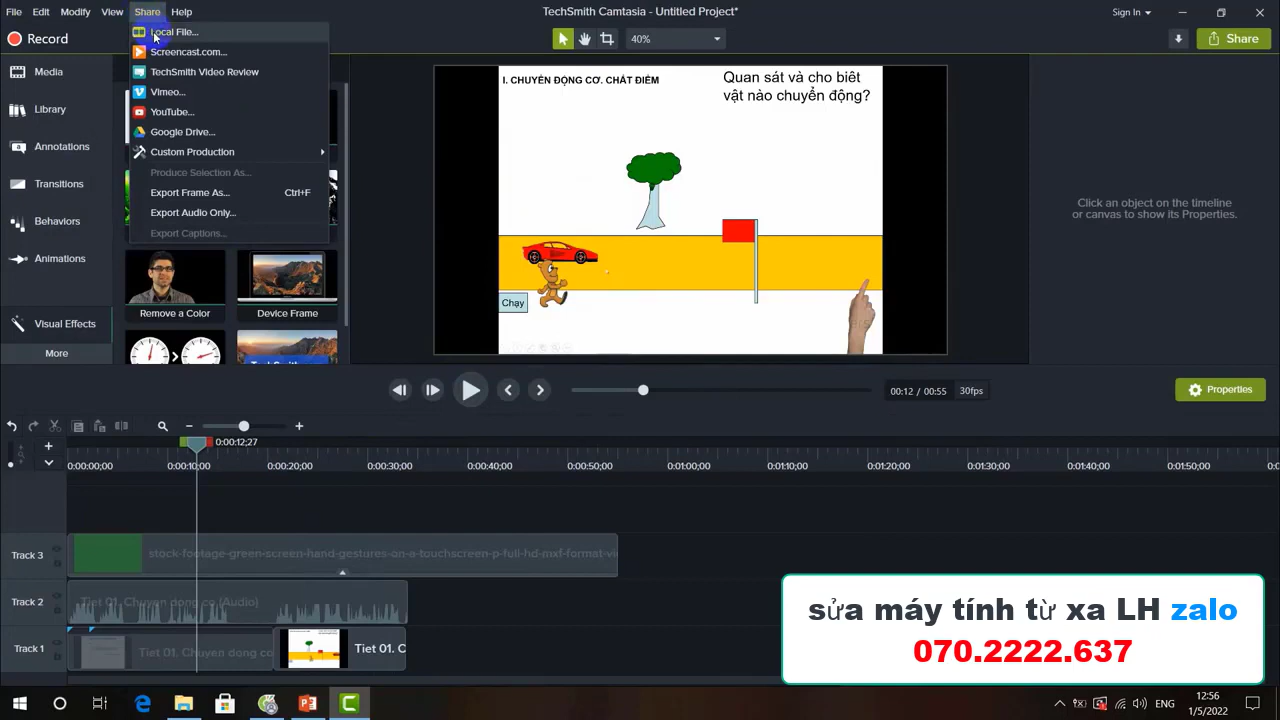 File Edit Modify View Share Help
TechSmith Camtasia - Untitled Project*
Sign In
Record
40%
Share
Media
Library
Annotations
Transitions
Behaviors
Animations
Visual Effects
More
Local File...
Screencast.com...
TechSmith Video Review
Vimeo...
YouTube...
Google Drive...
Custom Production
Produce Selection As...
Export Frame As... Ctrl+F
Export Audio Only...
Export Captions...
Remove a Color
Device Frame
I. CHUYỂN ĐỘNG CƠ. CHẤT ĐIỂM
Quan sát và cho biêt
vật nào chuyển động?
Chạy
Click an object on the timeline
or canvas to show its Properties.
00:12 / 00:55 30fps
Properties
0:00:12;27
0:00:00;00 0:00:10;00 0:00:20;00 0:00:30;00 0:00:40;00 0:00:50;00 0:01:00;00 0:01:10;00 0:01:20;00 0:01:30;00 0:01:40;00 0:01:50;00
Track 3
stock-footage-green-screen-hand-gestures-on-a-touchscreen-p-full-hd-mxf-format-vi
Track 2
Tiet 01. Chuyen dong co (Audio)
Track 1
Tiet 01. Chuyen dong co
Tiet 01. C
sửa máy tính từ xa LH zalo
070.2222.637
ENG
12:56
1/5/2022